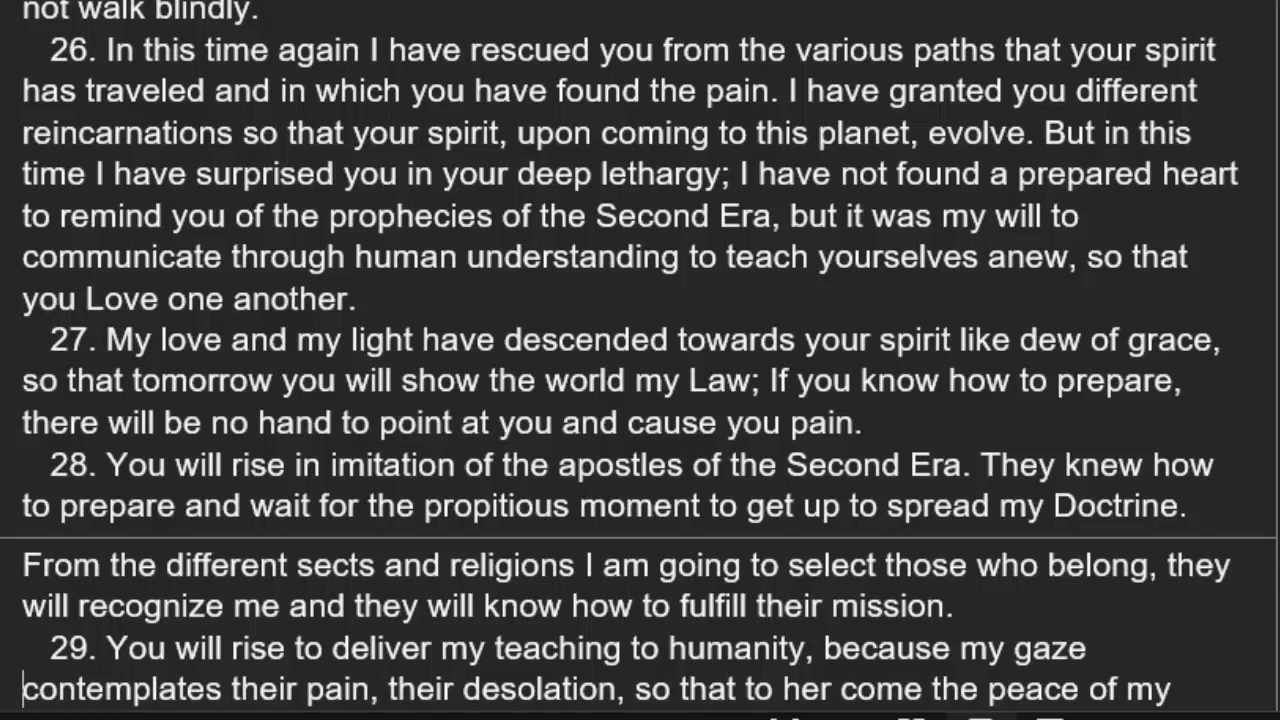 not walk blindly.
26. In this time again I have rescued you from the various paths that your spirit
has traveled and in which you have found the pain. I have granted you different
reincarnations so that your spirit, upon coming to this planet, evolve. But in this
time I have surprised you in your deep lethargy; I have not found a prepared heart
to remind you of the prophecies of the Second Era, but it was my will to
communicate through human understanding to teach yourselves anew, so that
you Love one another.
27. My love and my light have descended towards your spirit like dew of grace,
so that tomorrow you will show the world my Law; If you know how to prepare,
there will be no hand to point at you and cause you pain.
28. You will rise in imitation of the apostles of the Second Era. They knew how
to prepare and wait for the propitious moment to get up to spread my Doctrine.
From the different sects and religions I am going to select those who belong, they
will recognize me and they will know how to fulfill their mission.
29. You will rise to deliver my teaching to humanity, because my gaze
contemplates their pain, their desolation, so that to her come the peace of my